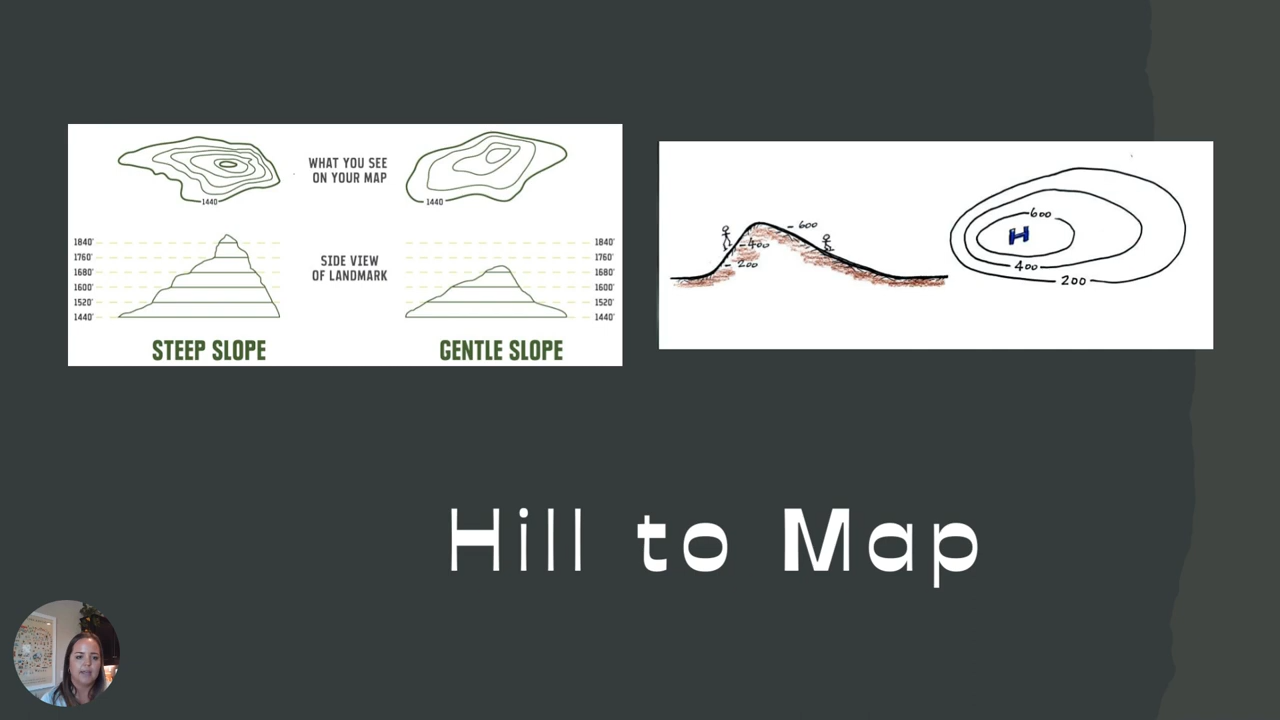 WHAT YOU SEE
ON YOUR MAP
1440
1440
SIDE VIEW
OF LANDMARK
1840'
1760'
1680'
1600'
1520'
1440'
1840'
1760'
1680'
1600'
1520'
1440'
STEEP SLOPE
GENTLE SLOPE
- 600
- 400
- 200
600
H
400
200
Hill to Map